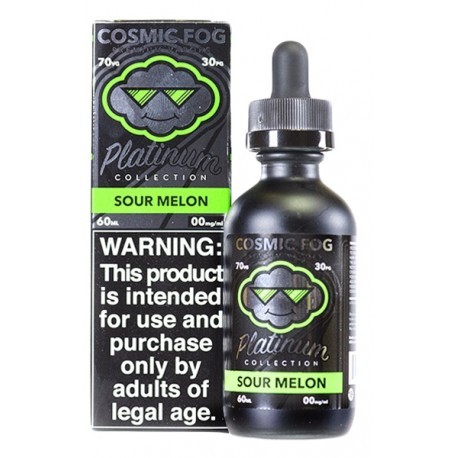 COSMIC FOG
70VG 30PG
Platinum
COLLECTION
SOUR MELON
60ML 00mg/ml
WARNING:
This product
is intended
for use and
purchase
only by
adults of
legal age.
COSMIC FOG
70VG 30PG
Platinum
COLLECTION
SOUR MELON
60ML 00mg/ml